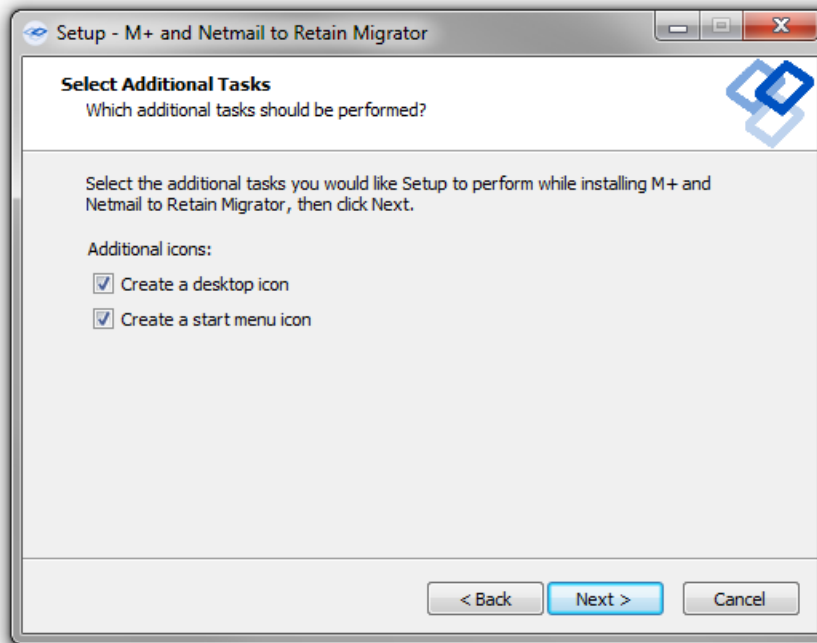 Setup - M+ and Netmail to Retain Migrator
Select Additional Tasks
Which additional tasks should be performed?
Select the additional tasks you would like Setup to perform while installing M+ and
Netmail to Retain Migrator, then click Next.
Additional icons:
Create a desktop icon
Create a start menu icon
< Back
Next >
Cancel